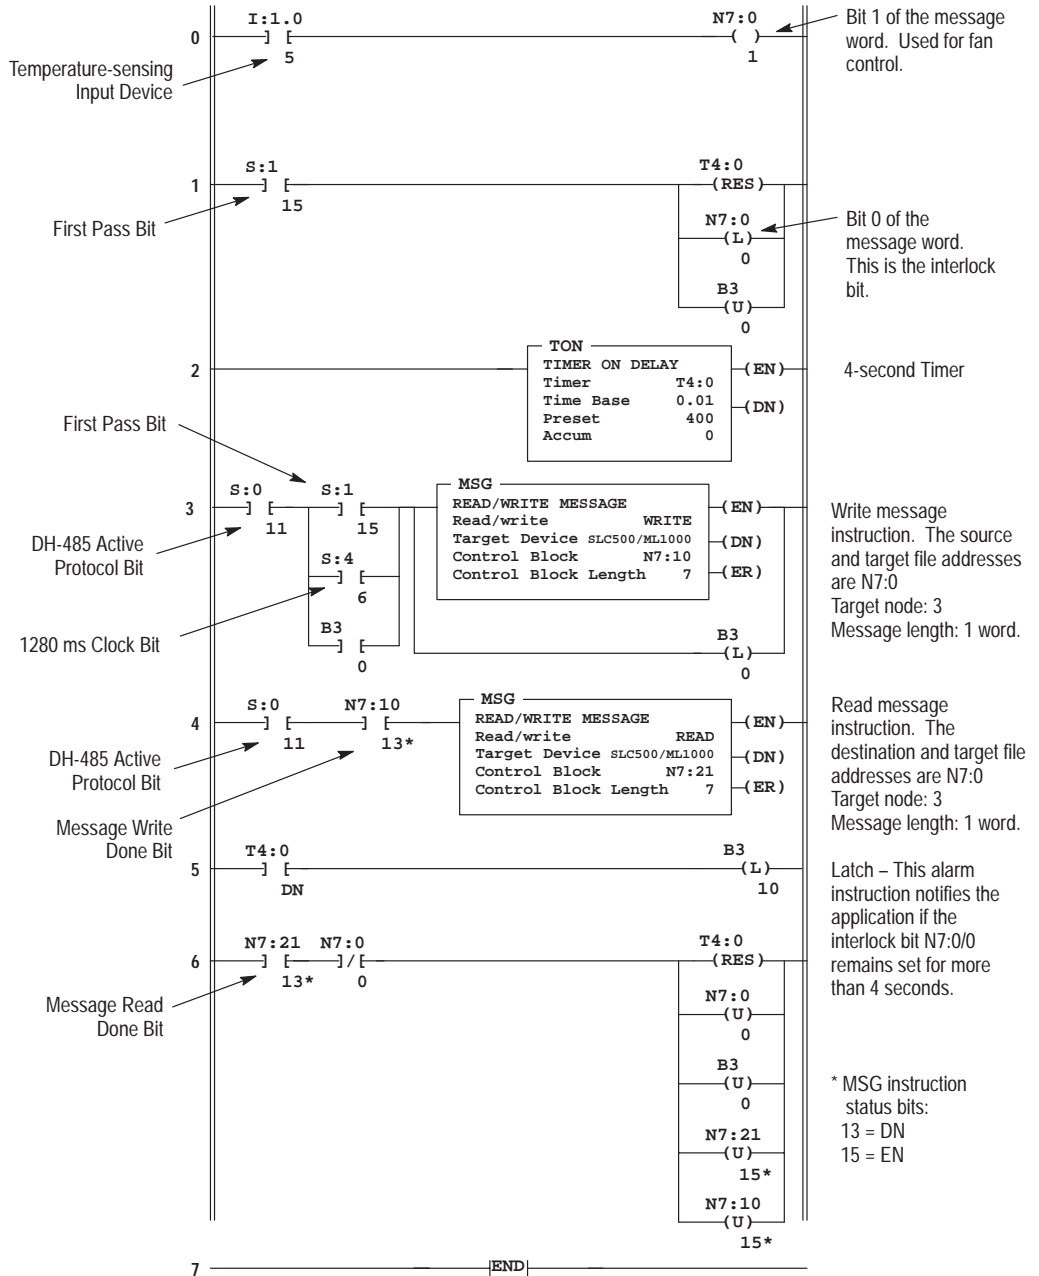 I:1.0 N7:0
0 ] [ ( )
5 1
Temperature-sensing
Input Device
Bit 1 of the message
word. Used for fan
control.
S:1 T4:0
1 ] [ (RES)
15
First Pass Bit
N7:0
(L)
0
Bit 0 of the
message word.
This is the interlock
bit.
B3
(U)
0
TON
TIMER ON DELAY
Timer T4:0
Time Base 0.01
Preset 400
Accum 0
2
(EN)
(DN)
4-second Timer
First Pass Bit
S:0 S:1
3 ] [ ] [
11 15
DH-485 Active
Protocol Bit
S:4
] [
6
1280 ms Clock Bit
B3
] [
0
MSG
READ/WRITE MESSAGE
Read/write WRITE
Target Device SLC500/ML1000
Control Block N7:10
Control Block Length 7
(EN)
(DN)
(ER)
B3
(L)
0
Write message
instruction. The source
and target file addresses
are N7:0
Target node: 3
Message length: 1 word.
S:0 N7:10
4 ] [ ] [
11 13*
DH-485 Active
Protocol Bit
Message Write
Done Bit
MSG
READ/WRITE MESSAGE
Read/write READ
Target Device SLC500/ML1000
Control Block N7:21
Control Block Length 7
(EN)
(DN)
(ER)
Read message
instruction. The
destination and target file
addresses are N7:0
Target node: 3
Message length: 1 word.
T4:0 B3
5 ] [ (L)
DN 10
Latch – This alarm
instruction notifies the
application if the
interlock bit N7:0/0
remains set for more
than 4 seconds.
N7:21 N7:0 T4:0
6 ] [ ]/[ (RES)
13* 0
Message Read
Done Bit
N7:0
(U)
0
B3
(U)
0
N7:21
(U)
15*
N7:10
(U)
15*
* MSG instruction
status bits:
13 = DN
15 = EN
7 END